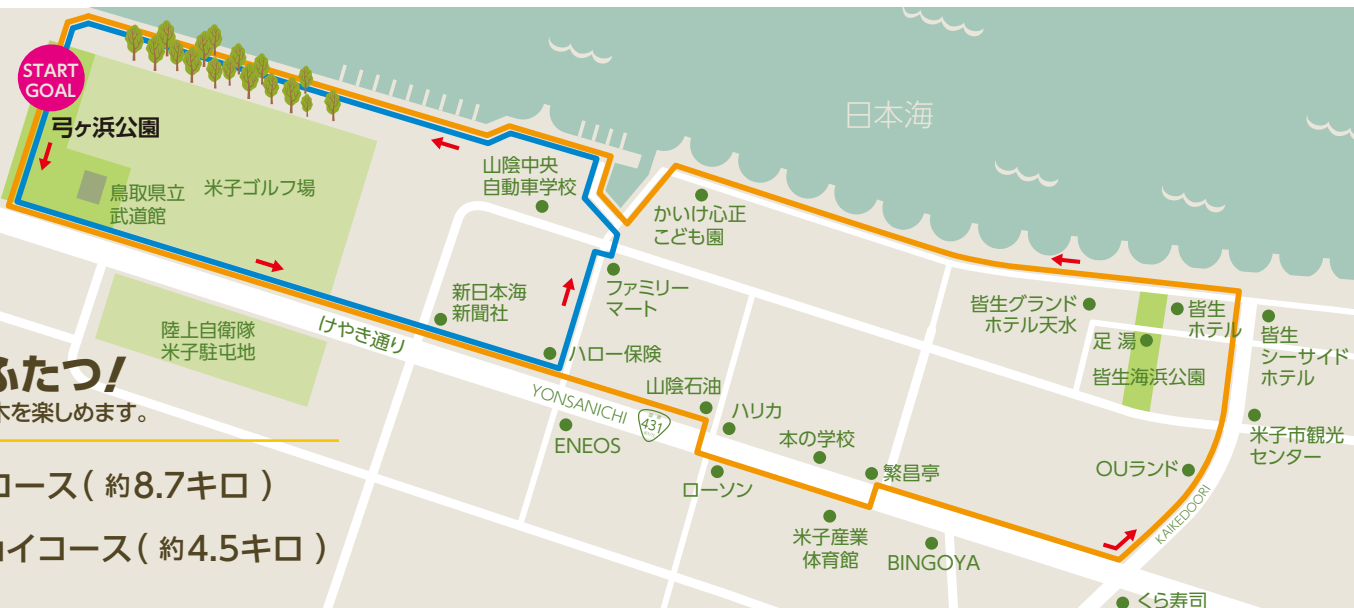 START
GOAL
弓ヶ浜公園
鳥取県立
武道館
米子ゴルフ場
日本海
山陰中央
自動車学校
かいけ心正
こども園
ファミリー
マート
新日本海
新聞社
陸上自衛隊
米子駐屯地
けやき通り
ハロー保険
皆生グランド
ホテル天水
皆生
ホテル
皆生
シーサイド
ホテル
足湯
皆生海浜公園
米子市観光
センター
山陰石油
ハリカ
YONSANICHI
431
ENEOS
本の学校
繁昌亭
ローソン
米子産業
体育館
BINGOYA
OUランド
KAIKEDOORI
くら寿司
ふたつ!
木を楽しめます。
コース( 約8.7キロ )
イコース( 約4.5キロ )